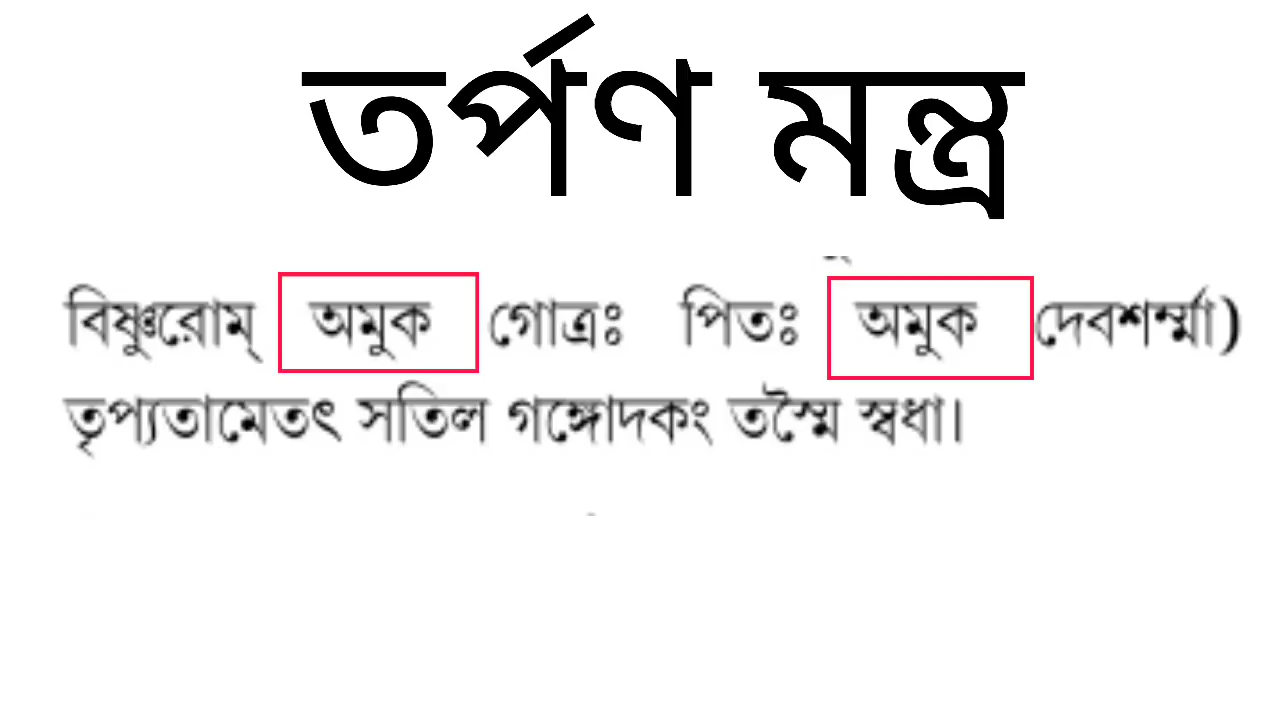 তর্পণ মন্ত্র
বিষ্ণুরোম্ অমুক গোত্রঃ পিতঃ অমুক দেবশর্ম্মা)
তৃপ্যতামেতৎ সতিল গঙ্গোদকং তস্মৈ স্বধা।